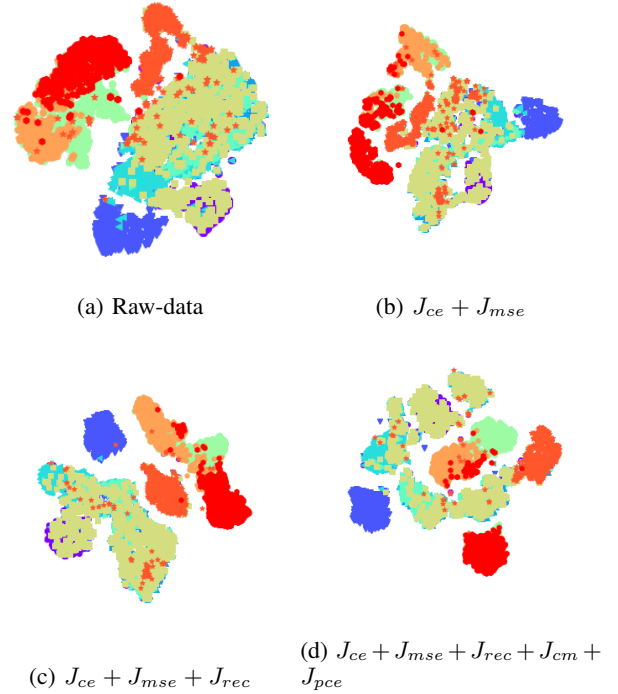 (a) Raw-data
(b) $J_{ce} + J_{mse}$
(c) $J_{ce} + J_{mse} + J_{rec}$
(d) $J_{ce} + J_{mse} + J_{rec} + J_{cm} +$
$J_{pce}$